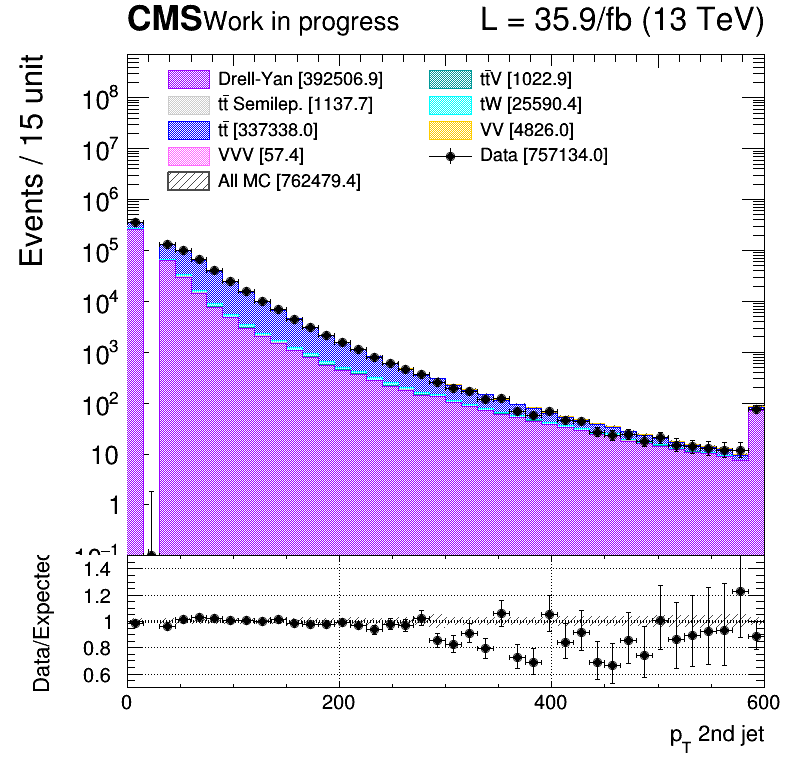 CMS Work in progress L = 35.9/fb (13 TeV)
Events / 15 unit
Drell-Yan [392506.9]
tt̄ Semilep. [1137.7]
tt̄ [337338.0]
VVV [57.4]
All MC [762479.4]
tt̄V [1022.9]
tW [25590.4]
VV [4826.0]
Data [757134.0]
10⁸
10⁷
10⁶
10⁵
10⁴
10³
10²
10
1
10⁻¹
Data/Expected
1.4
1.2
1
0.8
0.6
0 200 400 600
p_T 2nd jet